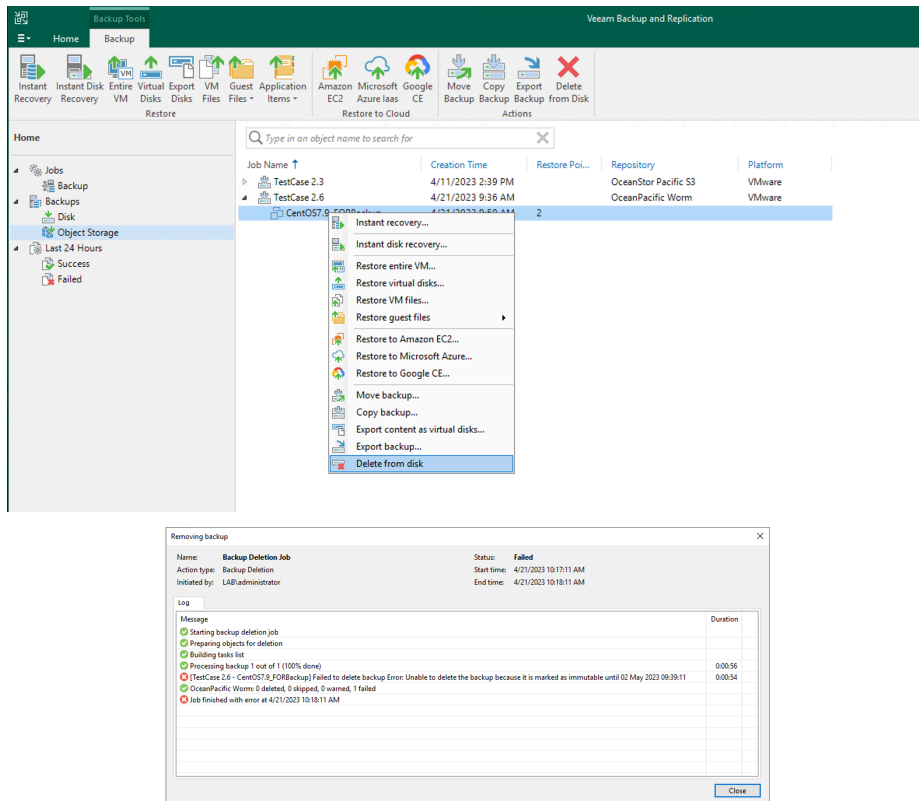 Backup Tools
Veeam Backup and Replication
Home Backup
Instant Recovery
Instant Disk Recovery
Entire VM
Virtual Disks
Export Disks
VM Files
Guest Files
Application Items
Amazon EC2
Microsoft Azure Iaas
Google CE
Move Backup
Copy Backup
Export Backup
Delete from Disk
Restore
Restore to Cloud
Actions
Home
Type in an object name to search for
Jobs
Backup
Backups
Disk
Object Storage
Last 24 Hours
Success
Failed
Job Name Creation Time Restore Poi... Repository Platform
TestCase 2.3 4/11/2023 2:39 PM OceanStor Pacific S3 VMware
TestCase 2.6 4/21/2023 9:36 AM OceanPacific Worm VMware
CentOS7.9_FORBackup 4/21/2023 9:50 AM 2
Instant recovery...
Instant disk recovery...
Restore entire VM...
Restore virtual disks...
Restore VM files...
Restore guest files
Restore to Amazon EC2...
Restore to Microsoft Azure...
Restore to Google CE...
Move backup...
Copy backup...
Export content as virtual disks...
Export backup...
Delete from disk
Removing backup
Name: Backup Deletion Job Status: Failed
Action type: Backup Deletion Start time: 4/21/2023 10:17:11 AM
Initiated by: LAB\administrator End time: 4/21/2023 10:18:11 AM
Log
Message Duration
Starting backup deletion job
Preparing objects for deletion
Building tasks list
Processing backup 1 out of 1 (100% done) 0:00:56
[TestCase 2.6 - CentOS7.9_FORBackup] Failed to delete backup Error: Unable to delete the backup because it is marked as immutable until 02 May 2023 09:39:11 0:00:54
OceanPacific Worm: 0 deleted, 0 skipped, 0 warned, 1 failed
Job finished with error at 4/21/2023 10:18:11 AM
Close